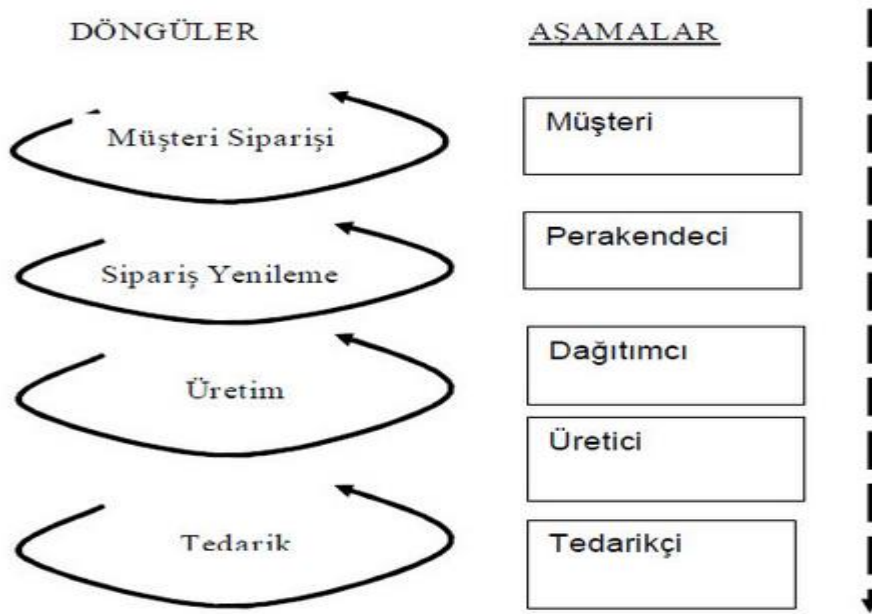 DÖNGÜLER
AŞAMALAR
Müşteri Siparişi
Müşteri
Sipariş Yenileme
Perakendeci
Üretim
Dağıtımcı
Üretici
Tedarik
Tedarikçi